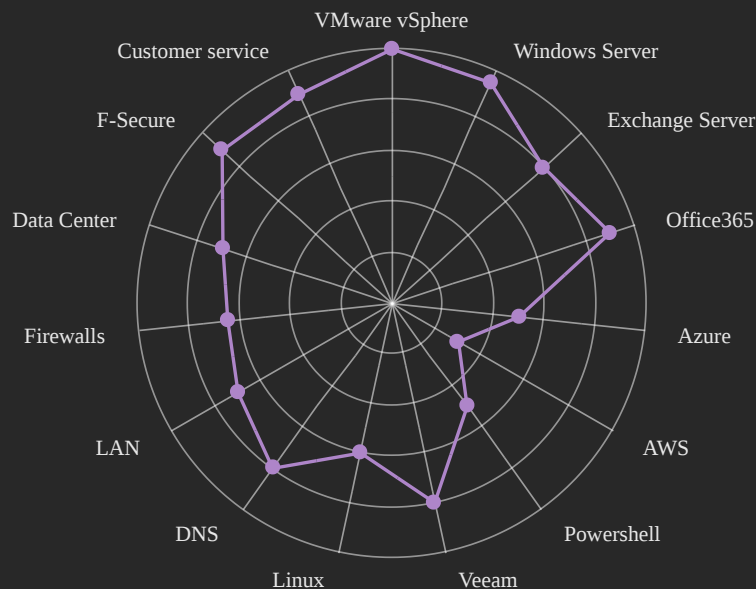 VMware vSphere
Customer service
Windows Server
F-Secure
Exchange Server
Data Center
Office365
Firewalls
Azure
LAN
AWS
DNS
Powershell
Linux
Veeam